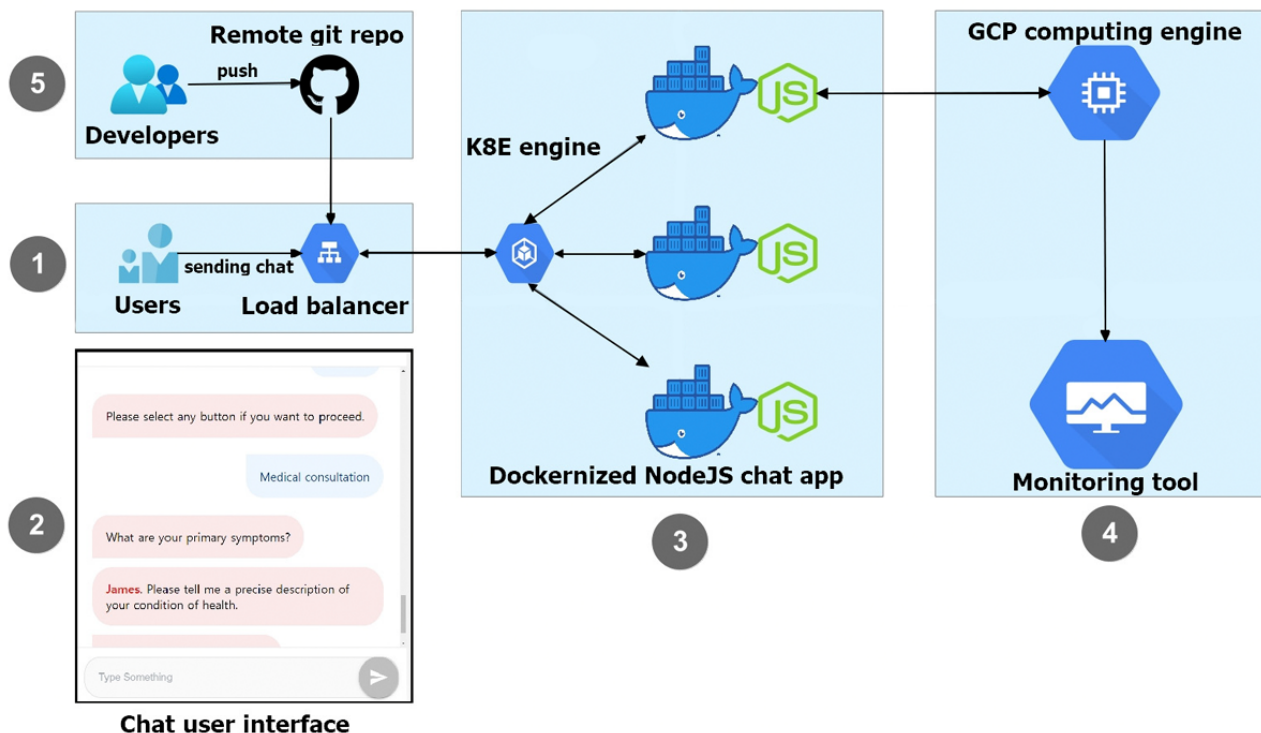 Remote git repo
5
push
Developers
1
sending chat
Users
Load balancer
2
Please select any button if you want to proceed.
Medical consultation
What are your primary symptoms?
James. Please tell me a precise description of
your condition of health.
Type Something
Chat user interface
K8E engine
JS
JS
JS
Dockernized NodeJS chat app
3
GCP computing engine
Monitoring tool
4